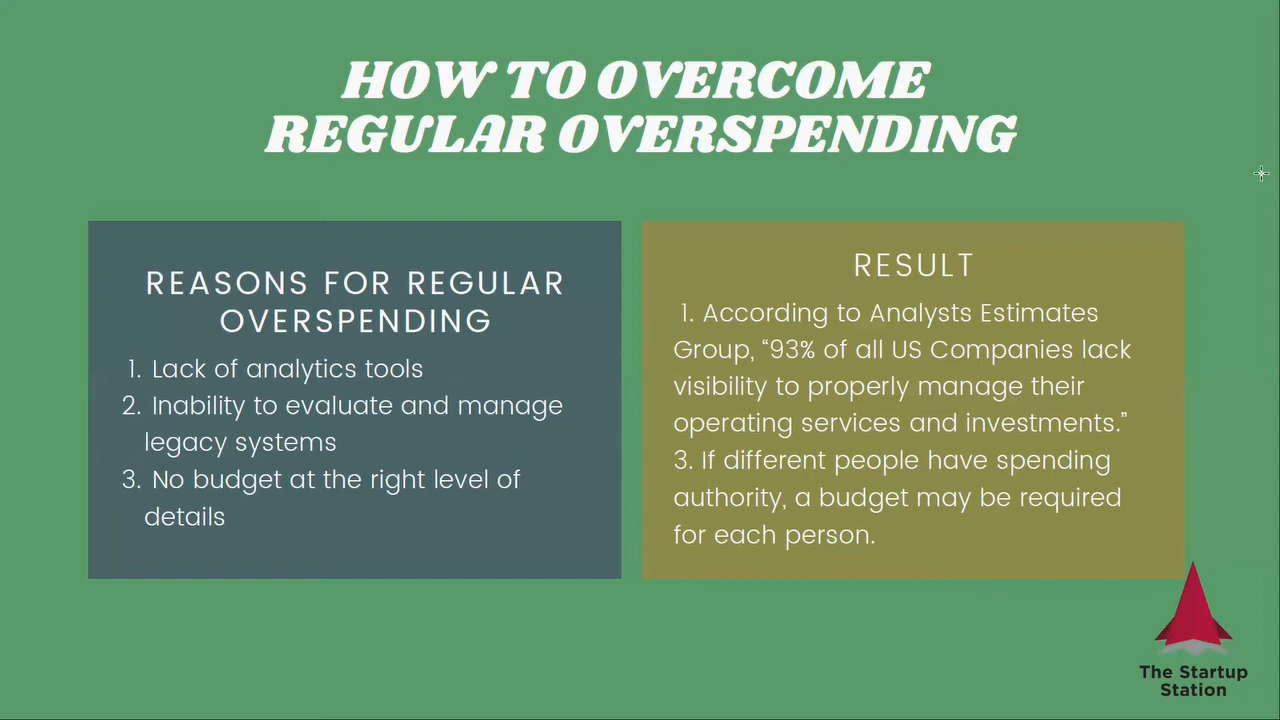 HOW TO OVERCOME
REGULAR OVERSPENDING
REASONS FOR REGULAR
OVERSPENDING
1. Lack of analytics tools
2. Inability to evaluate and manage
legacy systems
3. No budget at the right level of
details
RESULT
1. According to Analysts Estimates
Group, “93% of all US Companies lack
visibility to properly manage their
operating services and investments.”
3. If different people have spending
authority, a budget may be required
for each person.
The Startup
Station